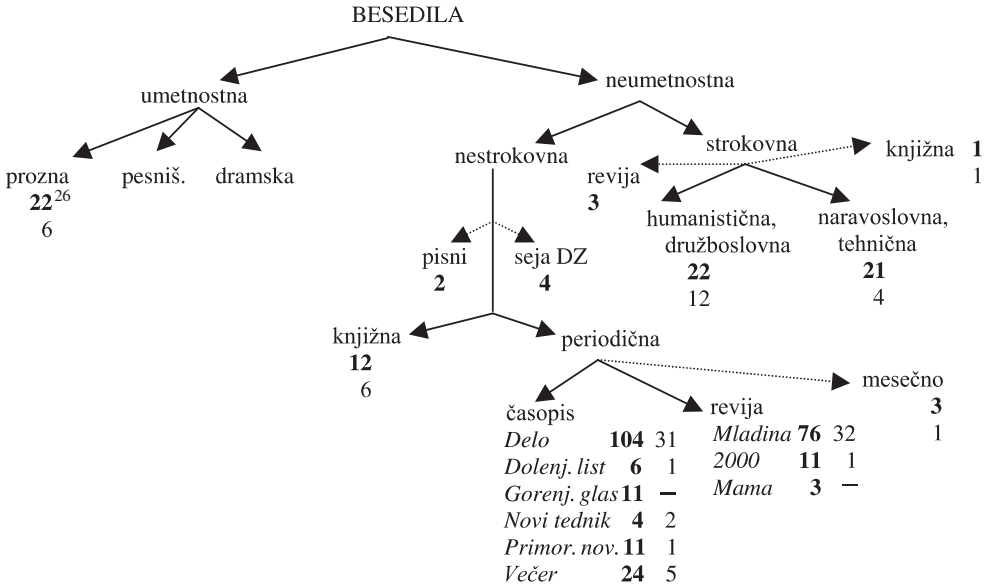 BESEDILA
umetnostna
neumetnostna
prozna
22²⁶
6
pesniš.
dramska
nestrokovna
strokovna
knjižna 1
1
revija
3
humanistična,
družboslovna
22
12
naravoslovna,
tehnična
21
4
pisni
2
seja DZ
4
knjižna
12
6
periodična
mesečno
3
1
časopis
Delo 104 31
Dolenj. list 6 1
Gorenj. glas 11 –
Novi tednik 4 2
Primor. nov. 11 1
Večer 24 5
revija
Mladina 76 32
2000 11 1
Mama 3 –